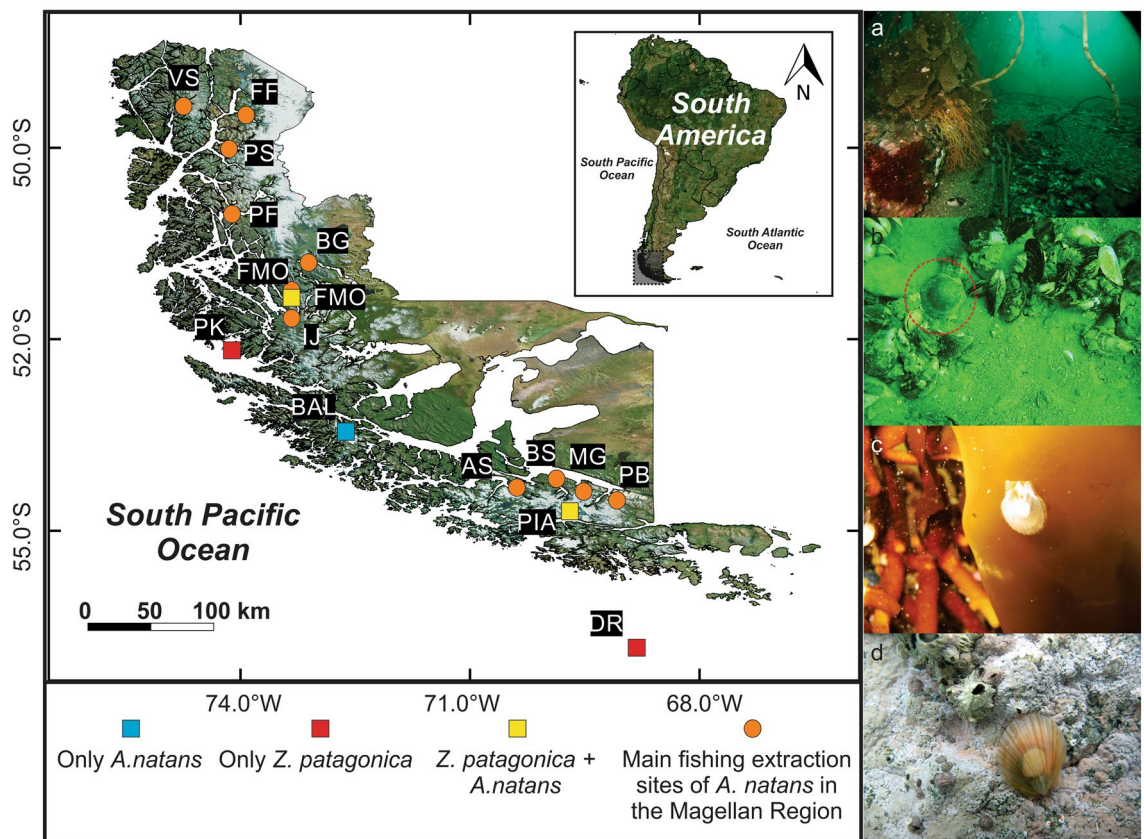 VS
FF
PS
PF
BG
FMO
FMO
IJ
PK
BAL
AS
BS
MG
PB
PIA
DR
50.0°S
52.0°S
55.0°S
South Pacific
Ocean
0 50 100 km
N
South
America
South Pacific
Ocean
South Atlantic
Ocean
74.0°W 71.0°W 68.0°W
Only A.natans
Only Z. patagonica
Z. patagonica +
A.natans
Main fishing extraction
sites of A. natans in
the Magellan Region
a
b
c
d